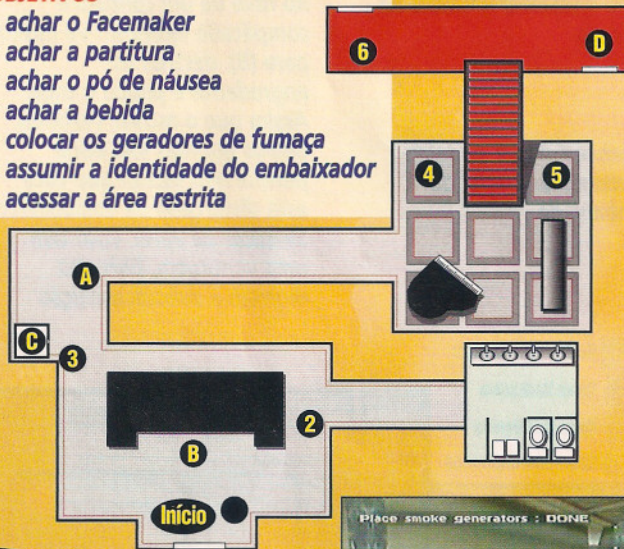 achar o Facemaker
achar a partitura
achar o pó de náusea
achar a bebida
colocar os geradores de fumaça
assumir a identidade do embaixador
acessar a área restrita
6
D
4
5
A
C
3
2
B
Início
Place smoke generators : DONE